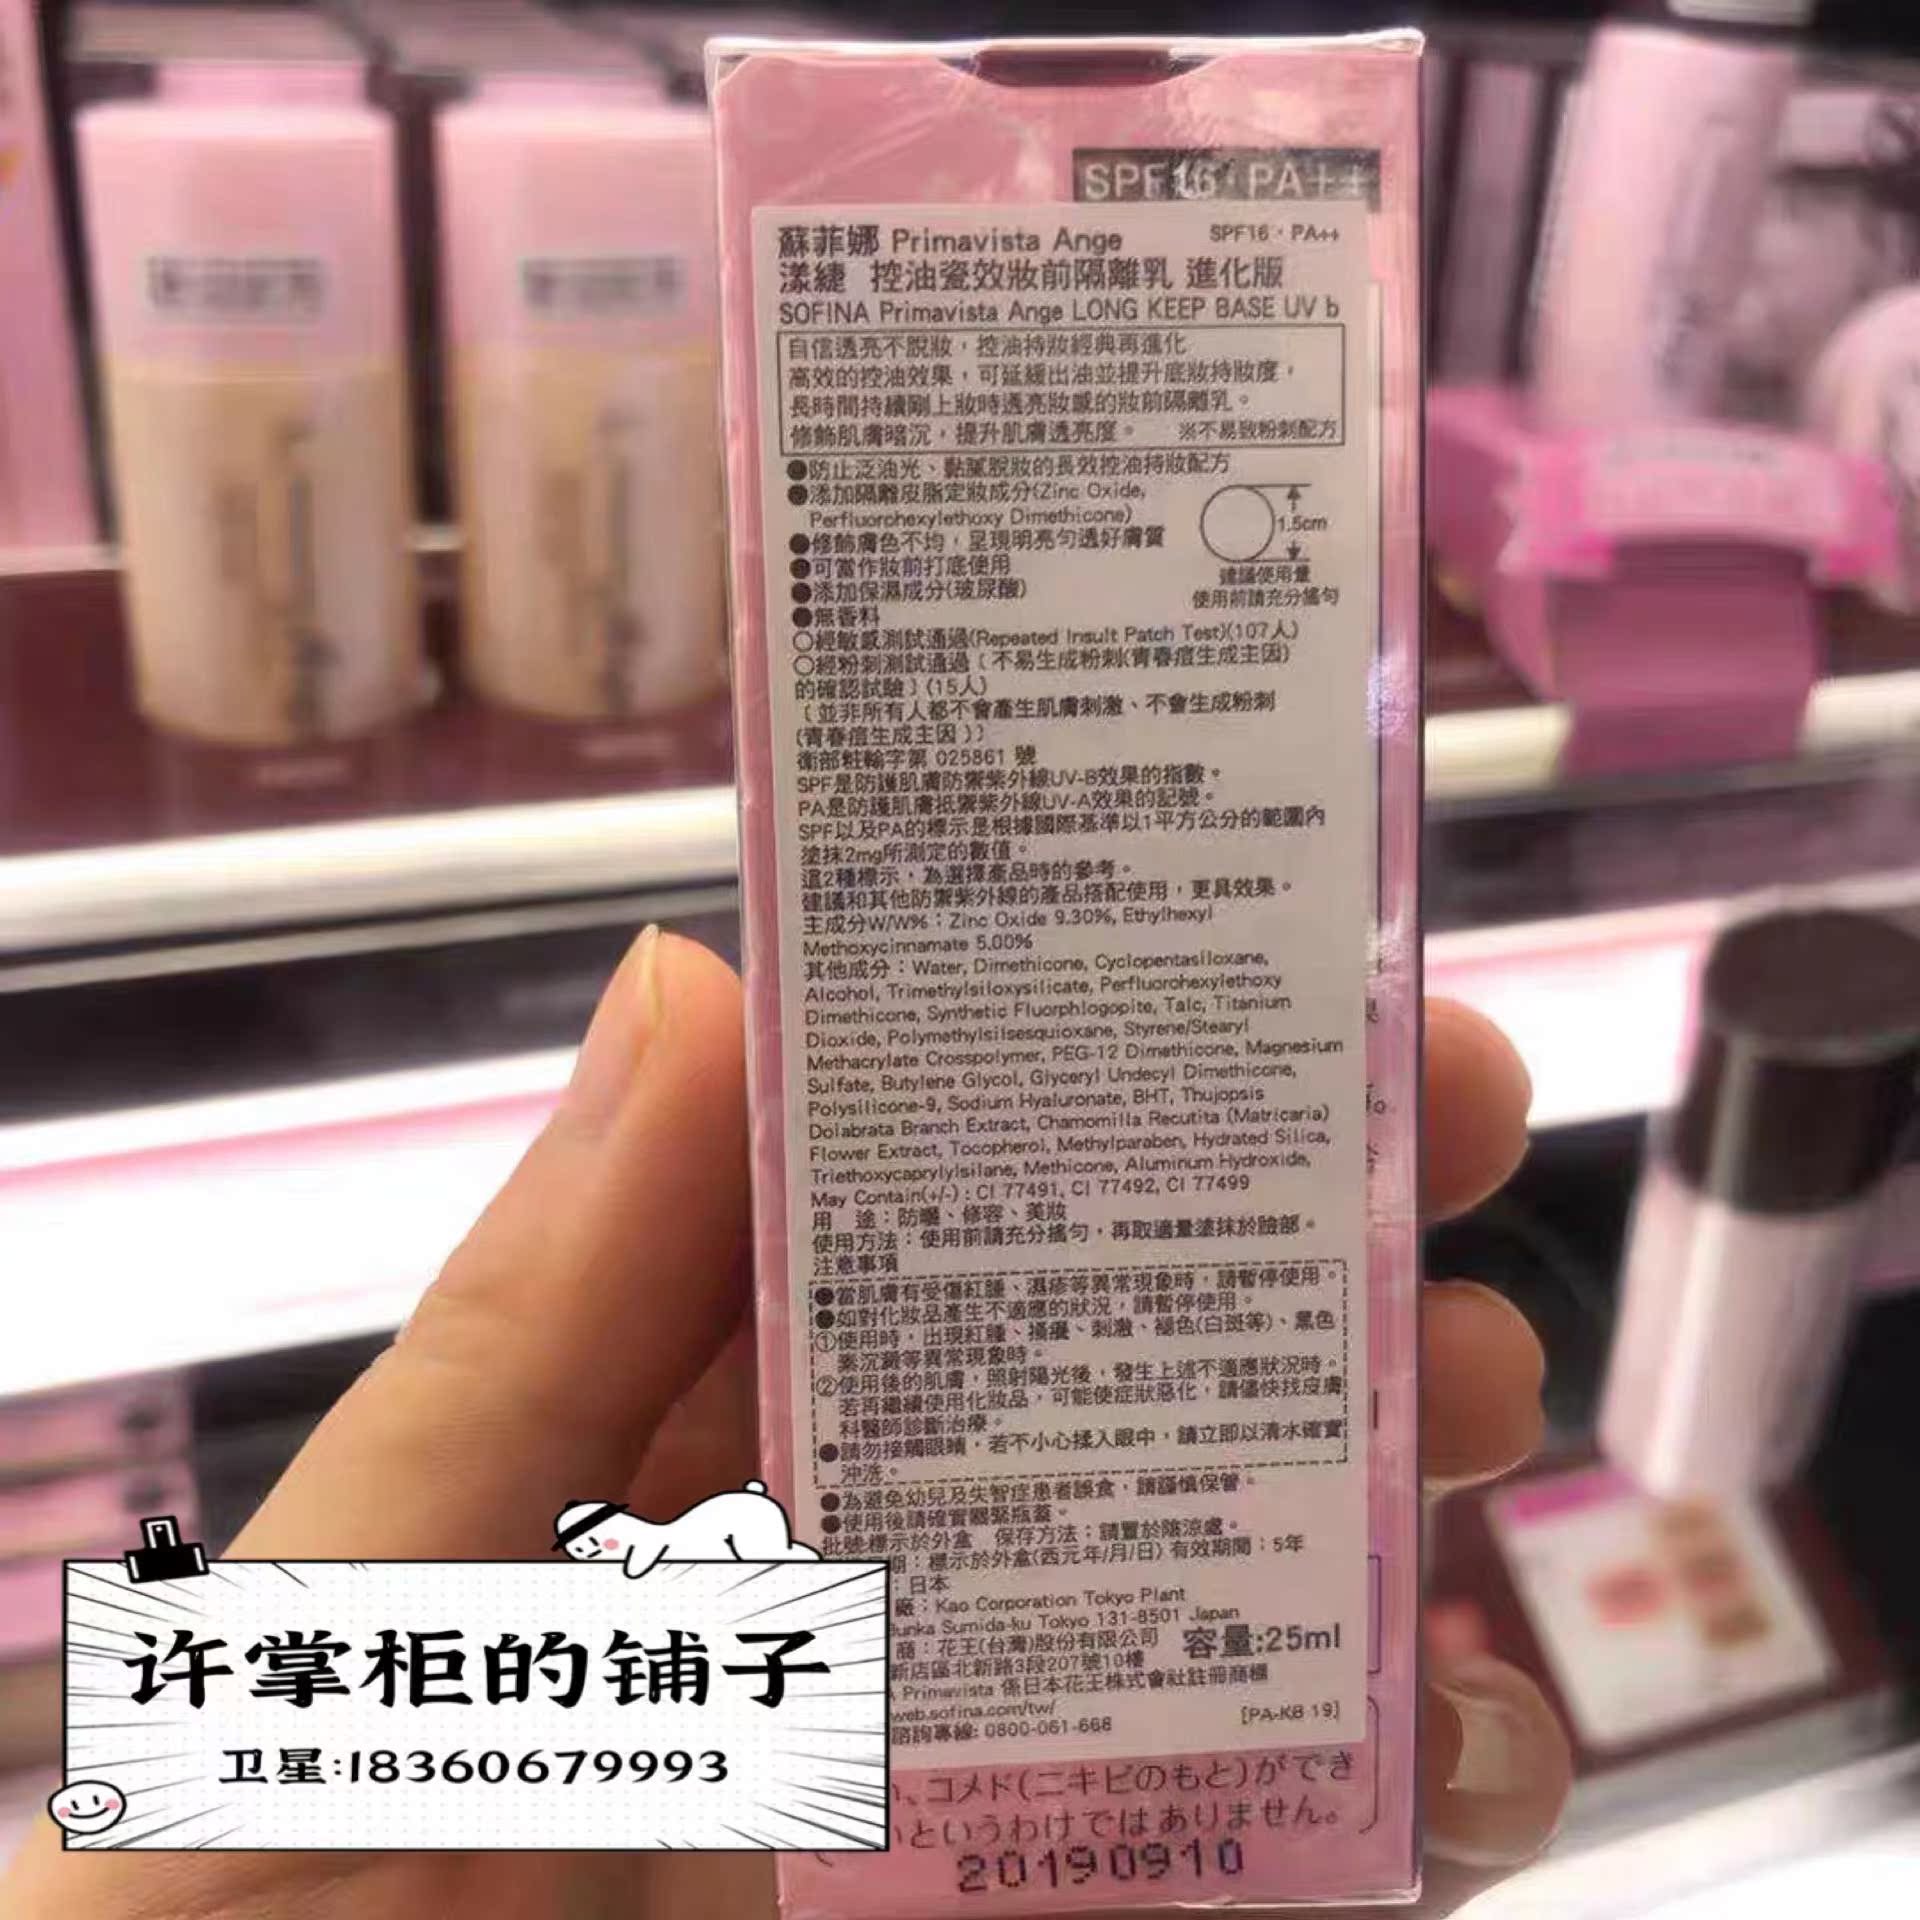 SPF16·PA++
蘇菲娜 Primavista Ange SPF16·PA++
漾緁 控油瓷效妝前隔離乳 進化版
SOFINA Primavista Ange LONG KEEP BASE UV b
自信透亮不脫妝，控油持妝經典再進化
高效的控油效果，可延緩出油並提升底妝持妝度，
長時間持續剛上妝時透亮妝感的妝前隔離乳。
修飾肌膚暗沉，提升肌膚透亮度。 ※不易致粉刺配方
●防止泛油光、黏膩脫妝的長效控油持妝配方
●添加隔離皮脂定妝成分(Zinc Oxide,
Perfluorohexylethoxy Dimethicone)
●修飾膚色不均，呈現明亮勻透好膚質
●可當作妝前打底使用
●添加保濕成分(玻尿酸)
●無香料
1.5cm
建議使用量
使用前請充分搖勻
○經敏感測試通過(Repeated Insult Patch Test)(107人)
○經粉刺測試通過〔不易生成粉刺(青春痘生成主因)
的確認試驗〕(15人)
〔並非所有人都不會產生肌膚刺激、不會生成粉刺
(青春痘生成主因)〕
衛部粧輸字第 025861 號
SPF是防護肌膚防禦紫外線UV-B效果的指數。
PA是防護肌膚抵禦紫外線UV-A效果的記號。
SPF以及PA的標示是根據國際基準以1平方公分的範圍內
塗抹2mg所測定的數值。
這2種標示，為選擇產品時的參考。
建議和其他防禦紫外線的產品搭配使用，更具效果。
主成分W/W%：Zinc Oxide 9.30%, Ethylhexyl
Methoxycinnamate 5.00%
其他成分：Water, Dimethicone, Cyclopentasiloxane,
Alcohol, Trimethylsiloxysilicate, Perfluorohexylethoxy
Dimethicone, Synthetic Fluorphlogopite, Talc, Titanium
Dioxide, Polymethylsilsesquioxane, Styrene/Stearyl
Methacrylate Crosspolymer, PEG-12 Dimethicone, Magnesium
Sulfate, Butylene Glycol, Glyceryl Undecyl Dimethicone,
Polysilicone-9, Sodium Hyaluronate, BHT, Thujopsis
Dolabrata Branch Extract, Chamomilla Recutita (Matricaria)
Flower Extract, Tocopherol, Methylparaben, Hydrated Silica,
Triethoxycaprylylsilane, Methicone, Aluminum Hydroxide,
May Contain(+/-) : CI 77491, CI 77492, CI 77499
用 途：防曬、修容、美妝
使用方法：使用前請充分搖勻，再取適量塗抹於臉部。
注意事項
●當肌膚有受傷紅腫、濕疹等異常現象時，請暫停使用。
●如對化妝品產生不適應的狀況，請暫停使用。
①使用時，出現紅腫、搔癢、刺激、褪色(白斑等)、黑色
素沉澱等異常現象時。
②使用後的肌膚，照射陽光後，發生上述不適應狀況時。
若再繼續使用化妝品，可能使症狀惡化，請儘快找皮膚
科醫師診斷治療。
●請勿接觸眼睛，若不小心揉入眼中，請立即以清水確實
沖洗。
●為避免幼兒及失智症患者誤食，請謹慎保管。
●使用後請確實觀緊瓶蓋。
批號:標示於外盒 保存方法：請置於陰涼處。
期：標示於外盒(西元年/月/日) 有效期間：5年
：日本
廠：Kao Corporation Tokyo Plant
Bunka Sumida-ku Tokyo 131-8501 Japan
商：花王(台灣)股份有限公司 容量:25ml
新店區北新路3段207號10樓
Primavista 係日本花王株式會社註冊商標
web.sofina.com/tw/
諮詢專線: 0800-061-668 [PA-KB 19]
、コメド(ニキビのもと)ができ
いというわけではありません。
20190910
许掌柜的铺子
卫星:18360679993